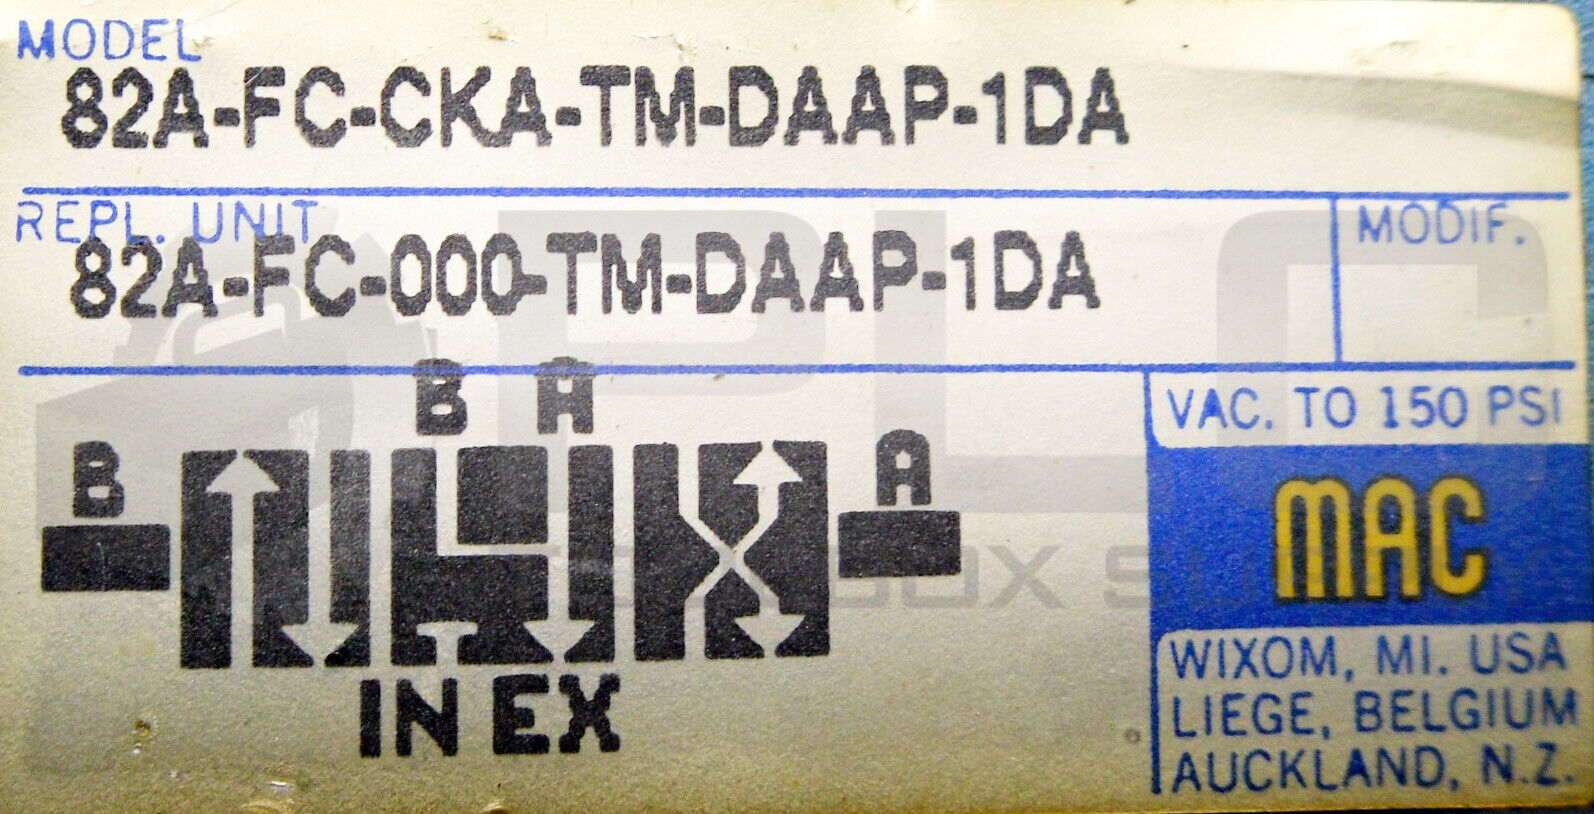 MODEL
82A-FC-CKA-TM-DAAP-1DA
REPL. UNIT
82A-FC-000-TM-DAAP-1DA
MODIF.
B A
B
A
IN EX
VAC. TO 150 PSI
MAC
WIXOM, MI. USA
LIEGE, BELGIUM
AUCKLAND, N.Z.
PLC